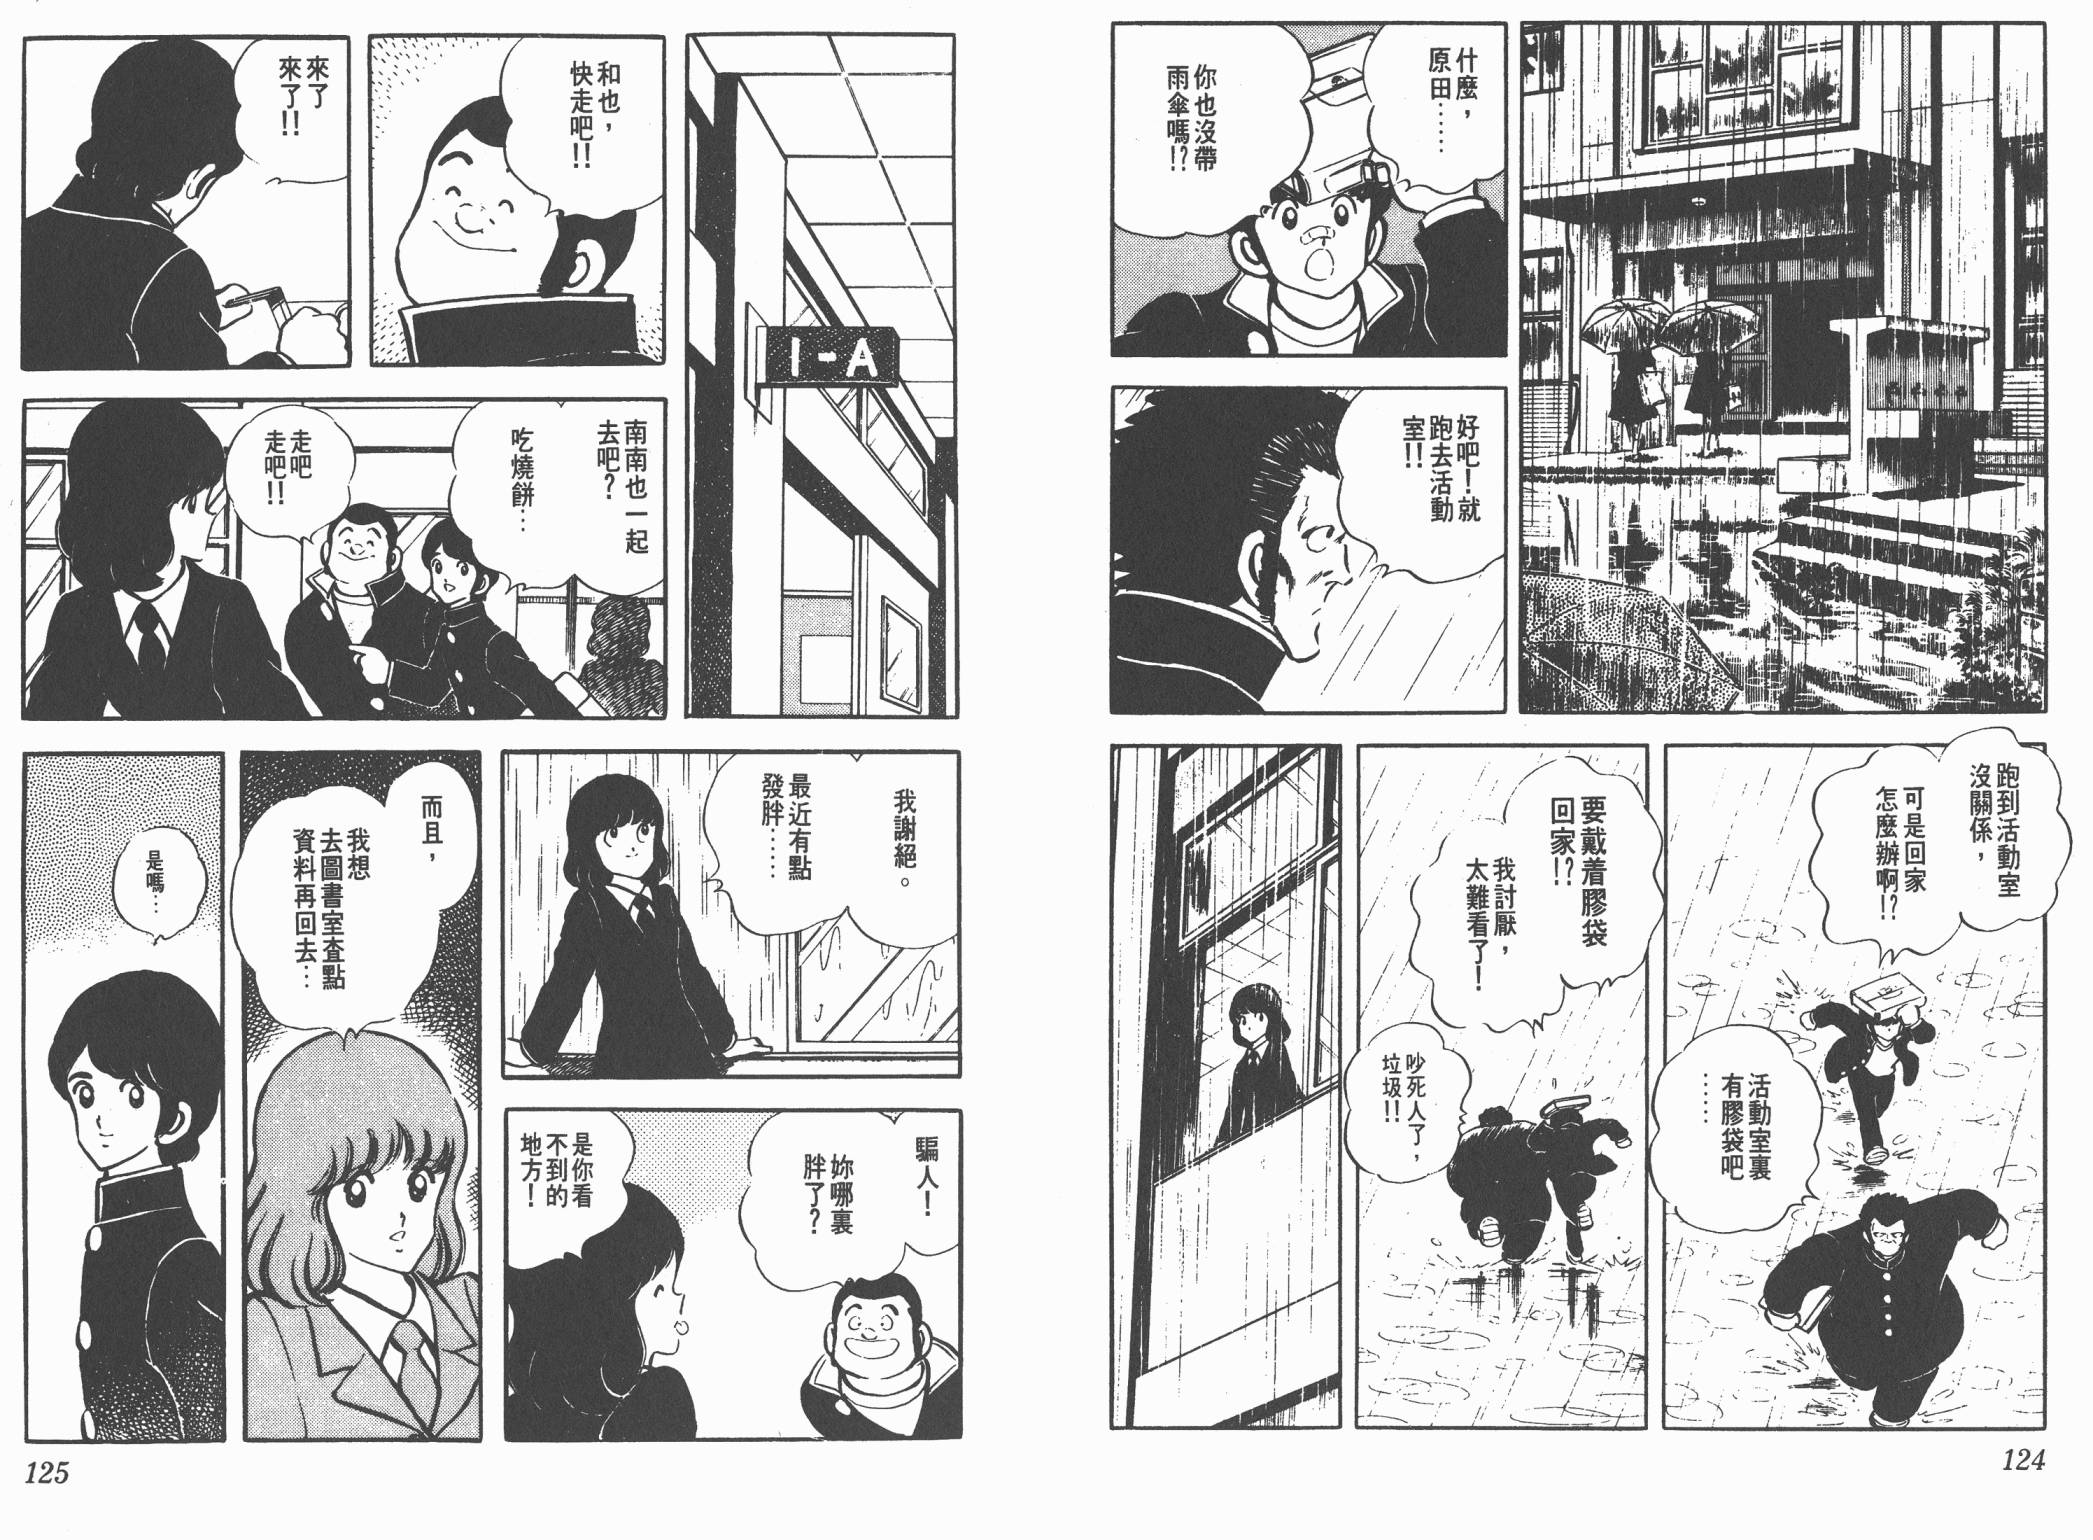 什麼，
原田……
你也沒帶
雨傘嗎!?
好吧！就
跑去活動
室!!
跑到活動室
沒關係，
可是回家
怎麼辦啊!?
活動室裏
有膠袋吧
……
要戴着膠袋
回家!?
我討厭，
太難看了！
吵死人了，
垃圾!!
124
1-A
和也，
快走吧!!
來了
來了!!
南南也一起
去吧？
吃燒餅…
走吧
走吧!!
我謝絕。
最近有點
發胖……
騙人！
妳哪裏
胖了？
是你看
不到的
地方！
而且，
我想
去圖書室查點
資料再回去…
是嗎…
125